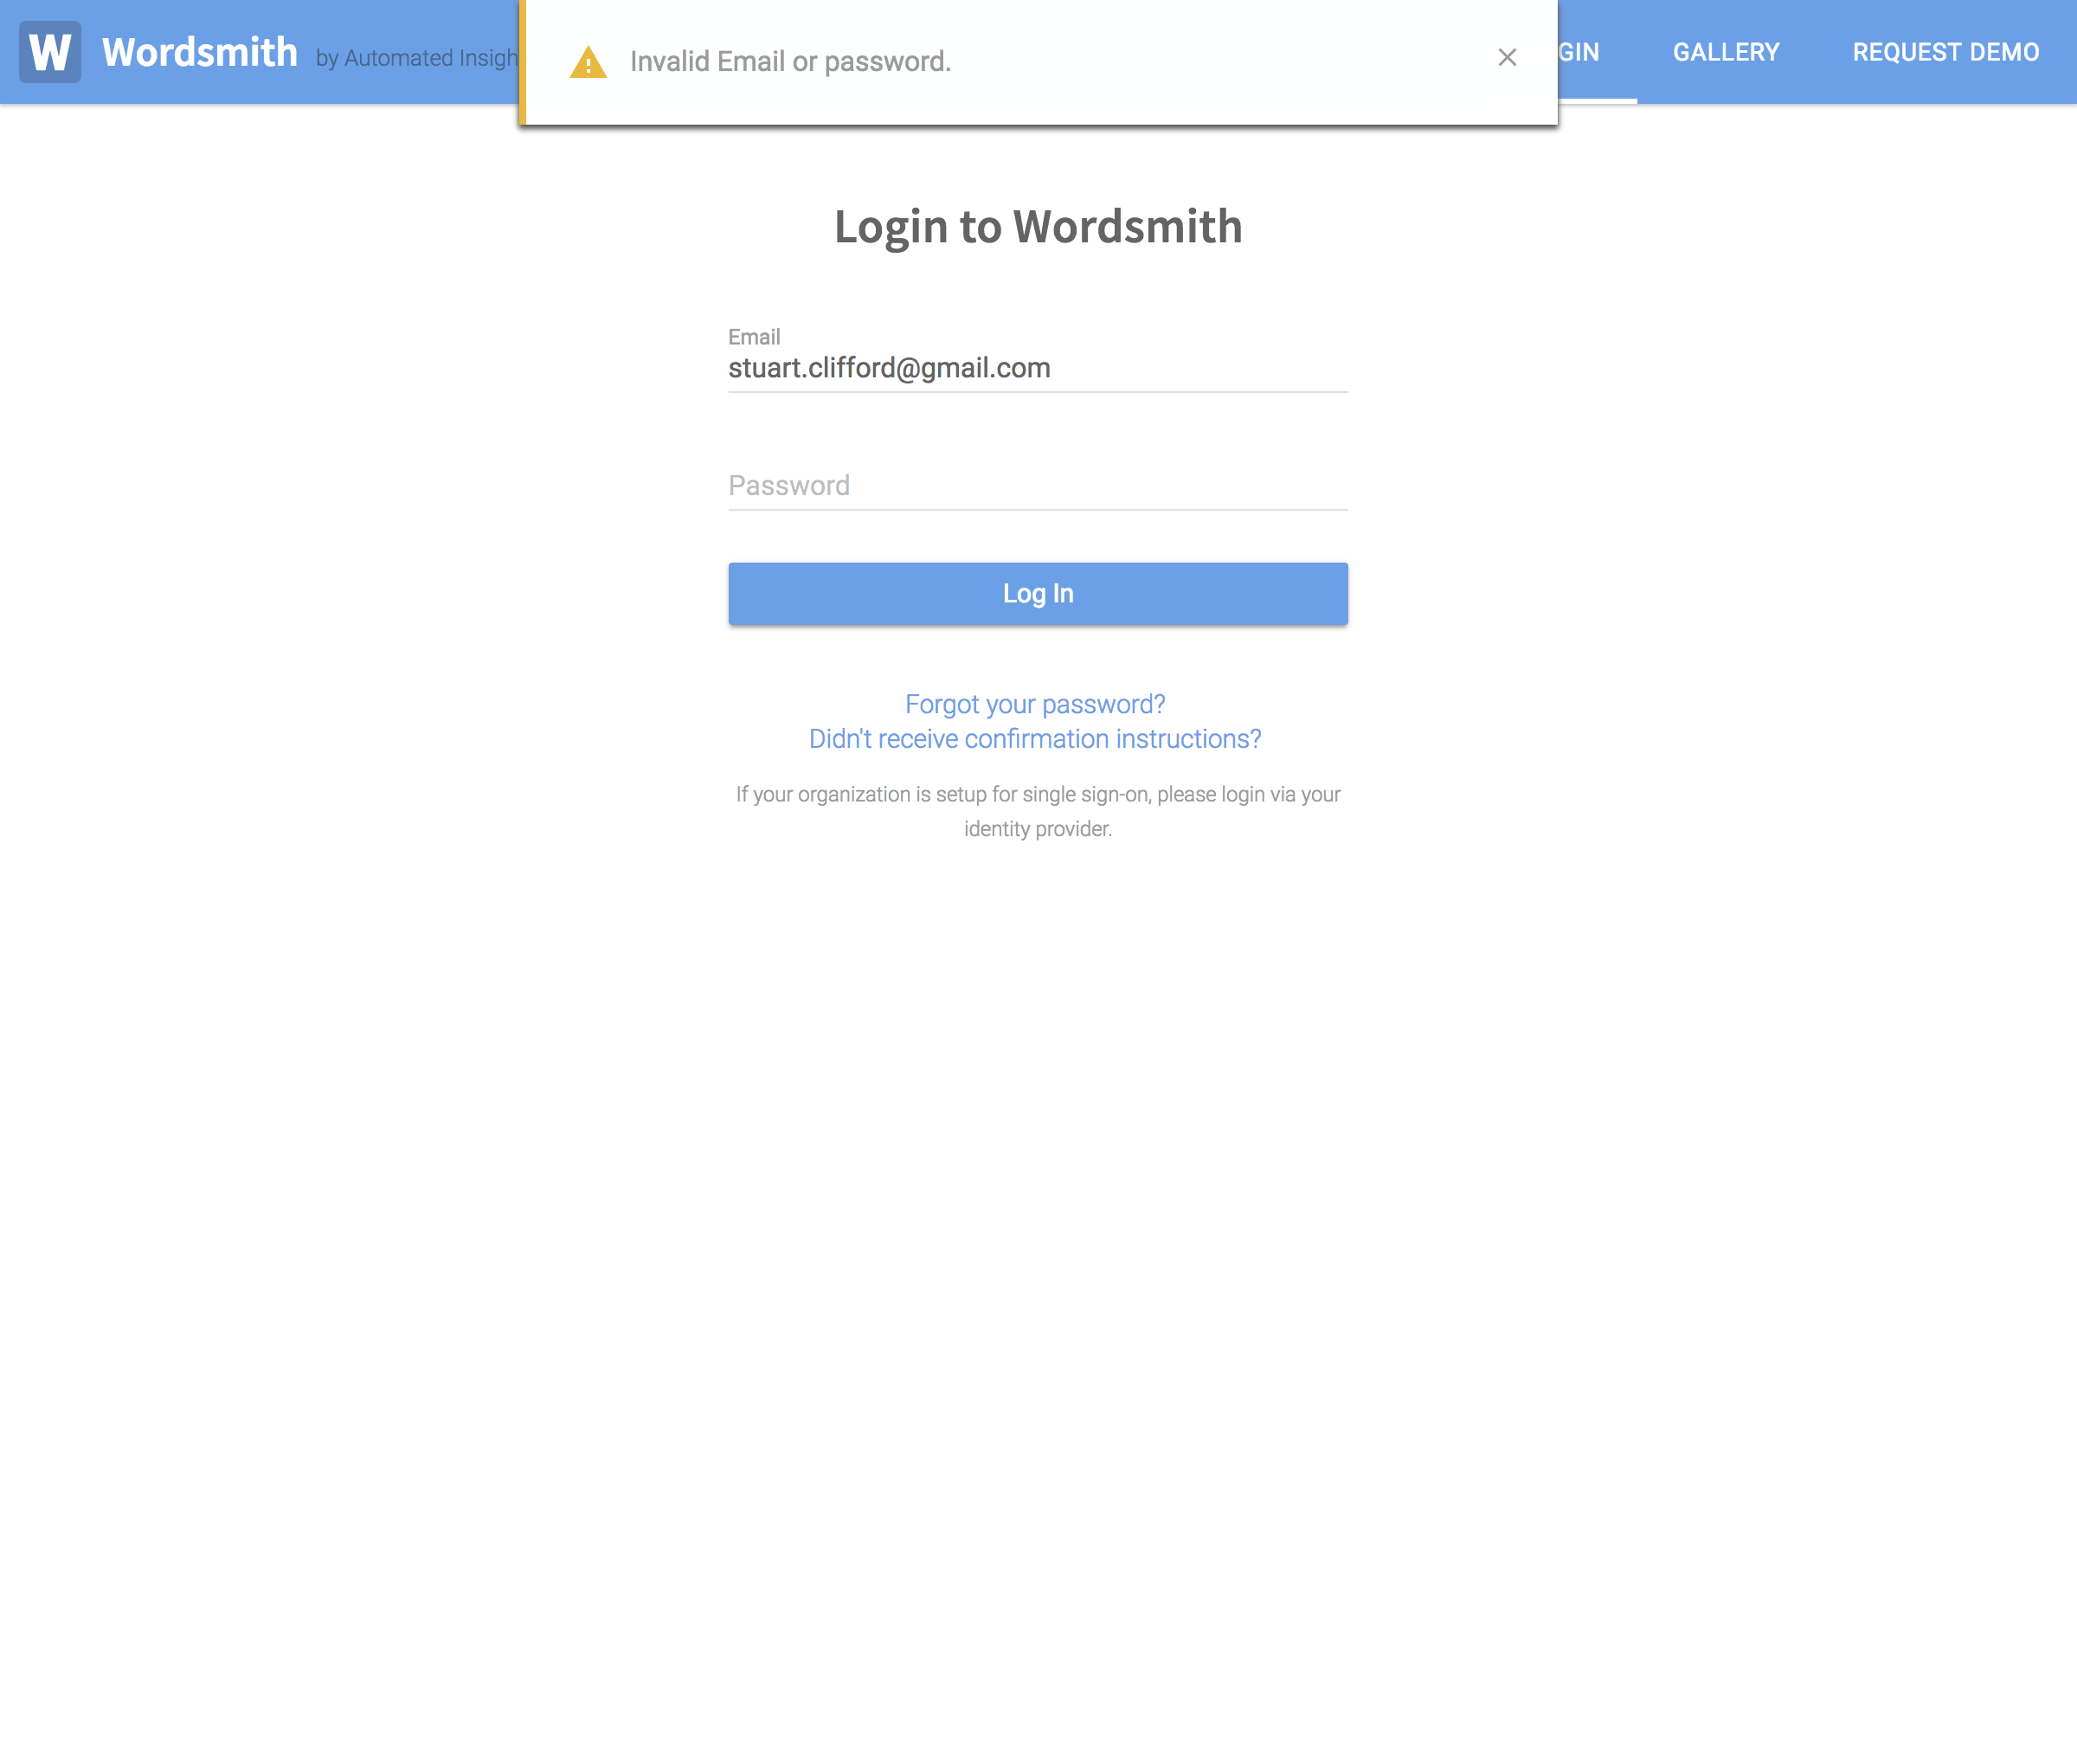 W Wordsmith by Automated Insigh
Invalid Email or password.
GIN GALLERY REQUEST DEMO
Login to Wordsmith
Email
stuart.clifford@gmail.com
Password
Log In
Forgot your password?
Didn't receive confirmation instructions?
If your organization is setup for single sign-on, please login via your
identity provider.